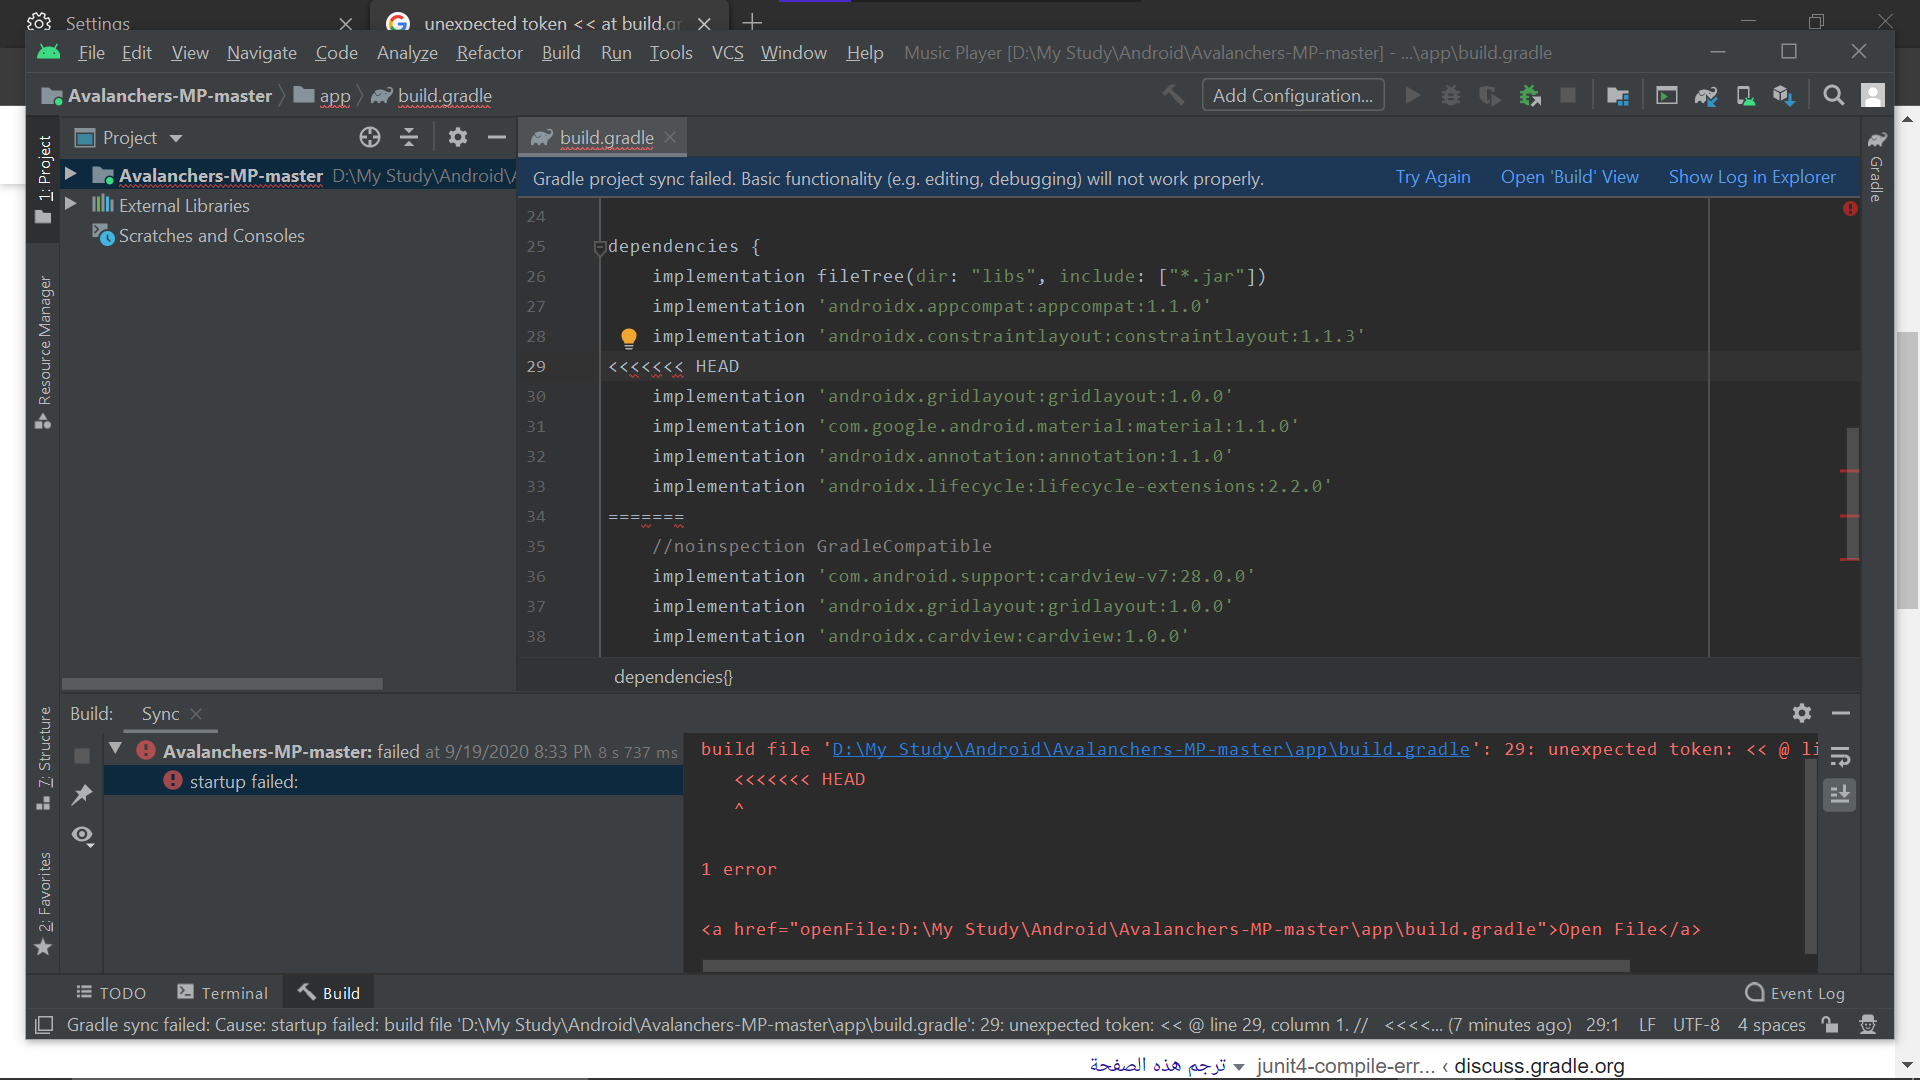 Settings
unexpected token << at build.gr
File Edit View Navigate Code Analyze Refactor Build Run Tools VCS Window Help Music Player [D:\My Study\Android\Avalanchers-MP-master] - ...\app\build.gradle
Avalanchers-MP-master app build.gradle
Add Configuration...
1: Project
Resource Manager
7: Structure
2: Favorites
Gradle
Project
Avalanchers-MP-master D:\My Study\Android\A
External Libraries
Scratches and Consoles
build.gradle
Gradle project sync failed. Basic functionality (e.g. editing, debugging) will not work properly. Try Again Open 'Build' View Show Log in Explorer
24
25 dependencies {
26 implementation fileTree(dir: "libs", include: ["*.jar"])
27 implementation 'androidx.appcompat:appcompat:1.1.0'
28 implementation 'androidx.constraintlayout:constraintlayout:1.1.3'
29 <<<<<<< HEAD
30 implementation 'androidx.gridlayout:gridlayout:1.0.0'
31 implementation 'com.google.android.material:material:1.1.0'
32 implementation 'androidx.annotation:annotation:1.1.0'
33 implementation 'androidx.lifecycle:lifecycle-extensions:2.2.0'
34 =======
35 //noinspection GradleCompatible
36 implementation 'com.android.support:cardview-v7:28.0.0'
37 implementation 'androidx.gridlayout:gridlayout:1.0.0'
38 implementation 'androidx.cardview:cardview:1.0.0'
dependencies{}
Build: Sync
Avalanchers-MP-master: failed at 9/19/2020 8:33 PM 8 s 737 ms
startup failed:
build file 'D:\My Study\Android\Avalanchers-MP-master\app\build.gradle': 29: unexpected token: << @ li
<<<<<<< HEAD
^
1 error
<a href="openFile:D:\My Study\Android\Avalanchers-MP-master\app\build.gradle">Open File</a>
TODO Terminal Build
Event Log
Gradle sync failed: Cause: startup failed: build file 'D:\My Study\Android\Avalanchers-MP-master\app\build.gradle': 29: unexpected token: << @ line 29, column 1. // <<<<... (7 minutes ago) 29:1 LF UTF-8 4 spaces
discuss.gradle.org › junit4-compile-err... ترجم هذه الصفحة